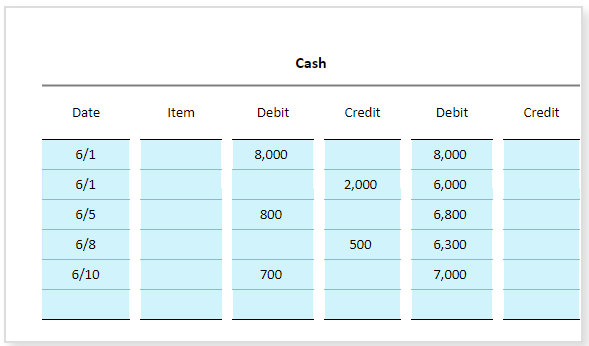 Cash
Date Item Debit Credit Debit Credit
6/1 8,000 8,000
6/1 2,000 6,000
6/5 800 6,800
6/8 500 6,300
6/10 700 7,000